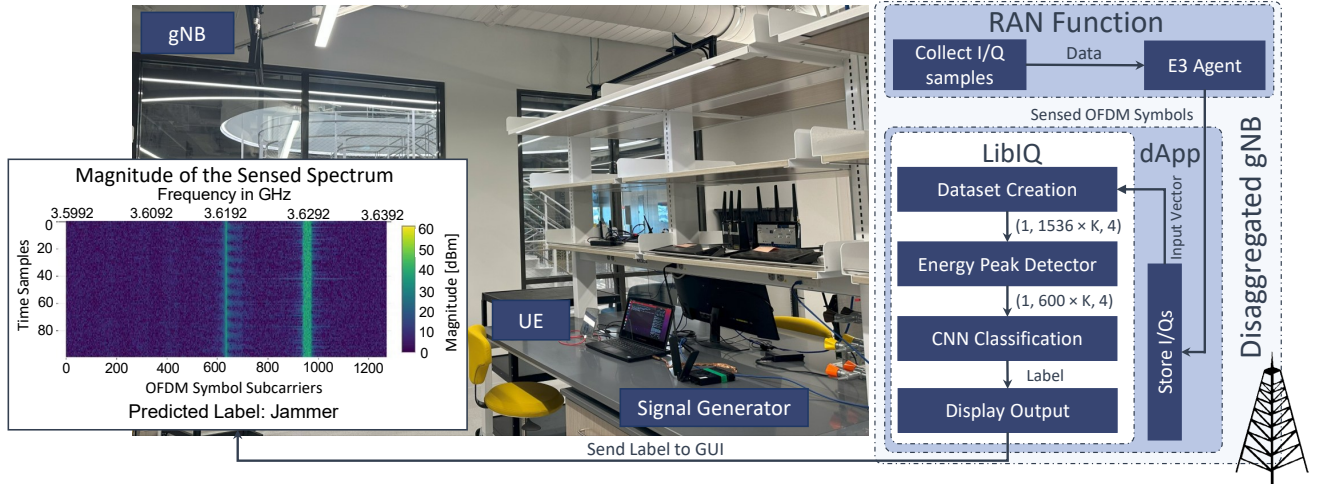 gNB
Magnitude of the Sensed Spectrum
Frequency in GHz
3.5992 3.6092 3.6192 3.6292 3.6392
0
20
40
60
80
Time Samples
0 200 400 600 800 1000 1200
OFDM Symbol Subcarriers
60
50
40
30
20
10
0
Magnitude [dBm]
Predicted Label: Jammer
UE
Signal Generator
Send Label to GUI
RAN Function
Collect I/Q
samples
Data
E3 Agent
Sensed OFDM Symbols
LibIQ
dApp
Dataset Creation
(1, 1536 × K, 4)
Energy Peak Detector
(1, 600 × K, 4)
CNN Classification
Label
Display Output
Input Vector
Store I/Qs
Disaggregated gNB